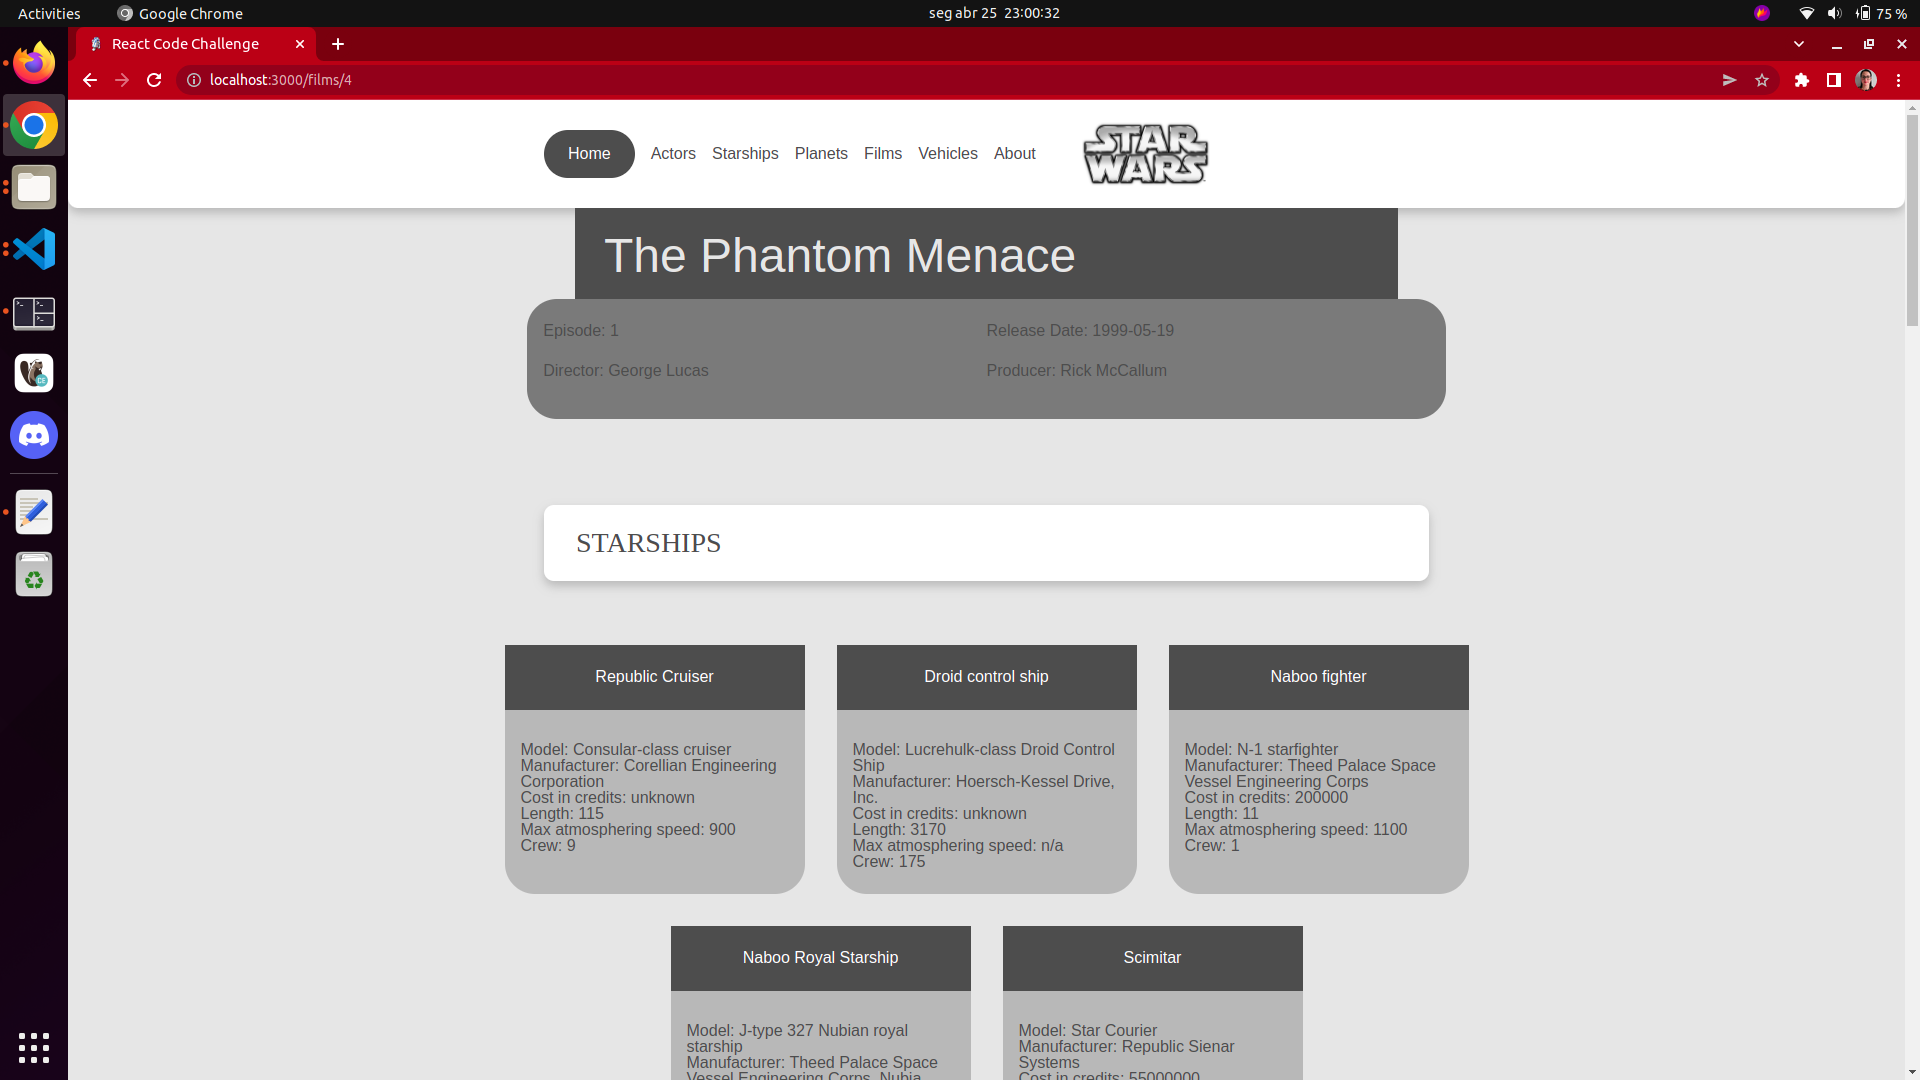 Activities
Google Chrome
seg abr 25 23:00:32
75 %
React Code Challenge
localhost:3000/films/4
Home
Actors
Starships
Planets
Films
Vehicles
About
STAR
WARS
The Phantom Menace
Episode: 1
Release Date: 1999-05-19
Director: George Lucas
Producer: Rick McCallum
STARSHIPS
Republic Cruiser
Model: Consular-class cruiser
Manufacturer: Corellian Engineering
Corporation
Cost in credits: unknown
Length: 115
Max atmosphering speed: 900
Crew: 9
Droid control ship
Model: Lucrehulk-class Droid Control
Ship
Manufacturer: Hoersch-Kessel Drive,
Inc.
Cost in credits: unknown
Length: 3170
Max atmosphering speed: n/a
Crew: 175
Naboo fighter
Model: N-1 starfighter
Manufacturer: Theed Palace Space
Vessel Engineering Corps
Cost in credits: 200000
Length: 11
Max atmosphering speed: 1100
Crew: 1
Naboo Royal Starship
Model: J-type 327 Nubian royal
starship
Manufacturer: Theed Palace Space
Vessel Engineering Corps, Nubia
Scimitar
Model: Star Courier
Manufacturer: Republic Sienar
Systems
Cost in credits: 55000000